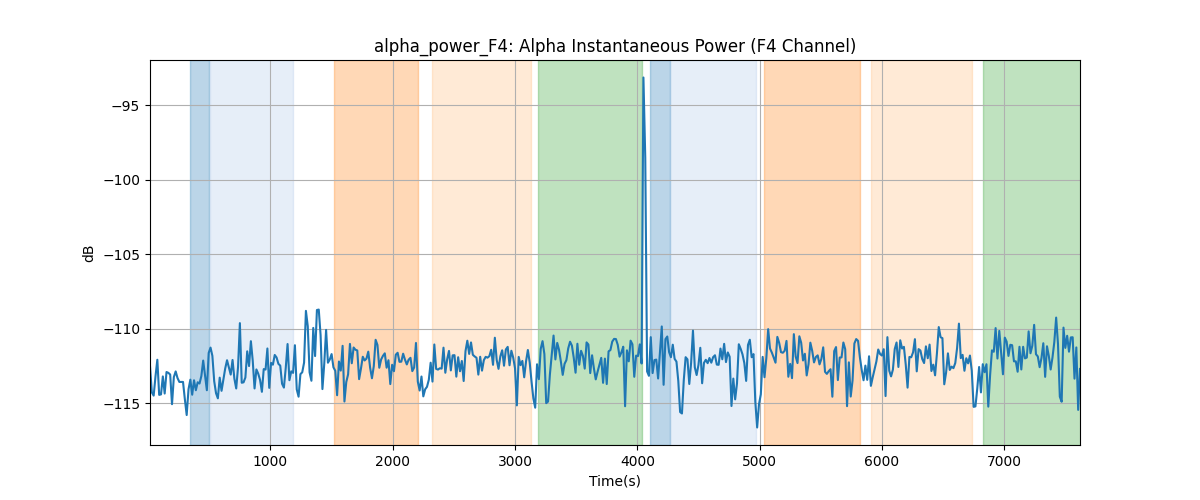 alpha_power_F4: Alpha Instantaneous Power (F4 Channel)
dB
−95
−100
−105
−110
−115
1000 2000 3000 4000 5000 6000 7000
Time(s)